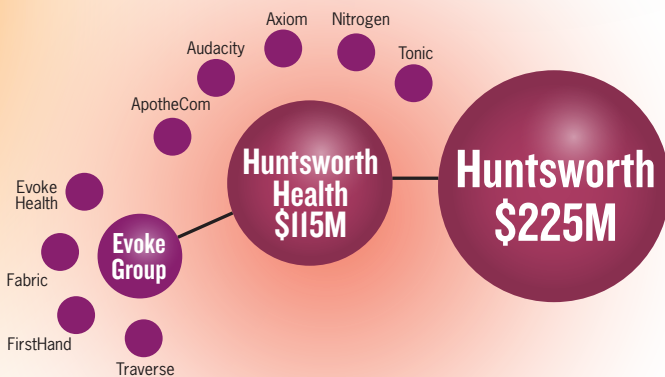 Axiom
Nitrogen
Audacity
Tonic
ApotheCom
Huntsworth
Health
$115M
Huntsworth
$225M
Evoke
Health
Evoke
Group
Fabric
FirstHand
Traverse